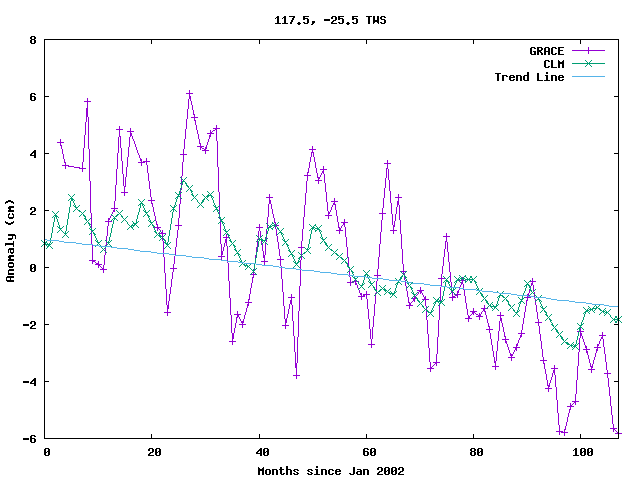 117.5, -25.5 TWS
GRACE
CLM
Trend Line
8
6
4
2
0
-2
-4
-6
Anomaly (cm)
0 20 40 60 80 100
Months since Jan 2002